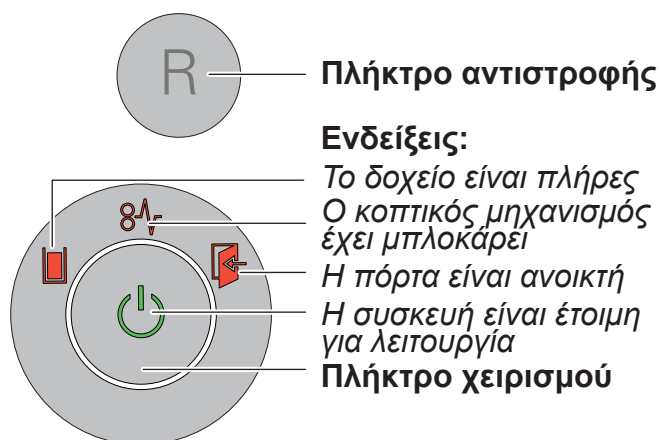 R
Πλήκτρο αντιστροφής
Ενδείξεις:
Το δοχείο είναι πλήρες
Ο κοπτικός μηχανισμός
έχει μπλοκάρει
Η πόρτα είναι ανοικτή
Η συσκευή είναι έτοιμη
για λειτουργία
Πλήκτρο χειρισμού